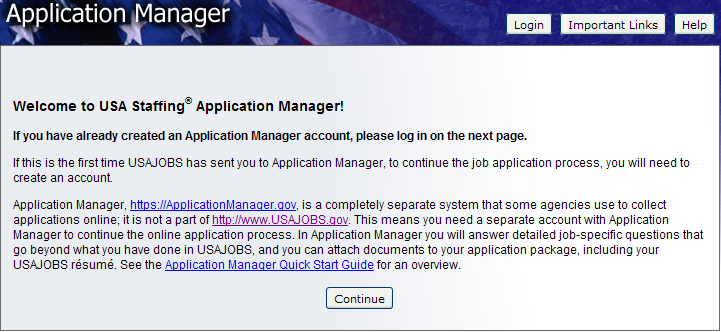 Application Manager
Login Important Links Help
Welcome to USA Staffing® Application Manager!
If you have already created an Application Manager account, please log in on the next page.
If this is the first time USAJOBS has sent you to Application Manager, to continue the job application process, you will need to
create an account.
Application Manager, https://ApplicationManager.gov, is a completely separate system that some agencies use to collect
applications online; it is not a part of http://www.USAJOBS.gov. This means you need a separate account with Application
Manager to continue the online application process. In Application Manager you will answer detailed job-specific questions that
go beyond what you have done in USAJOBS, and you can attach documents to your application package, including your
USAJOBS résumé. See the Application Manager Quick Start Guide for an overview.
Continue